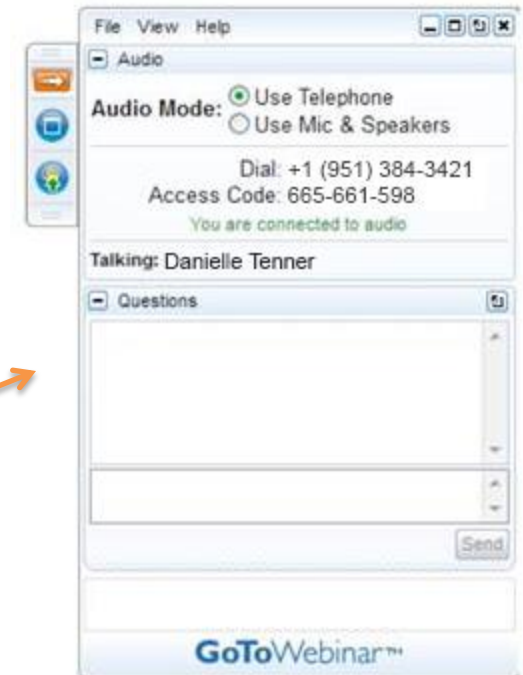 File View Help
Audio
Audio Mode: Use Telephone
Use Mic & Speakers
Dial: +1 (951) 384-3421
Access Code: 665-661-598
You are connected to audio
Talking: Danielle Tenner
Questions
Send
GoToWebinar™